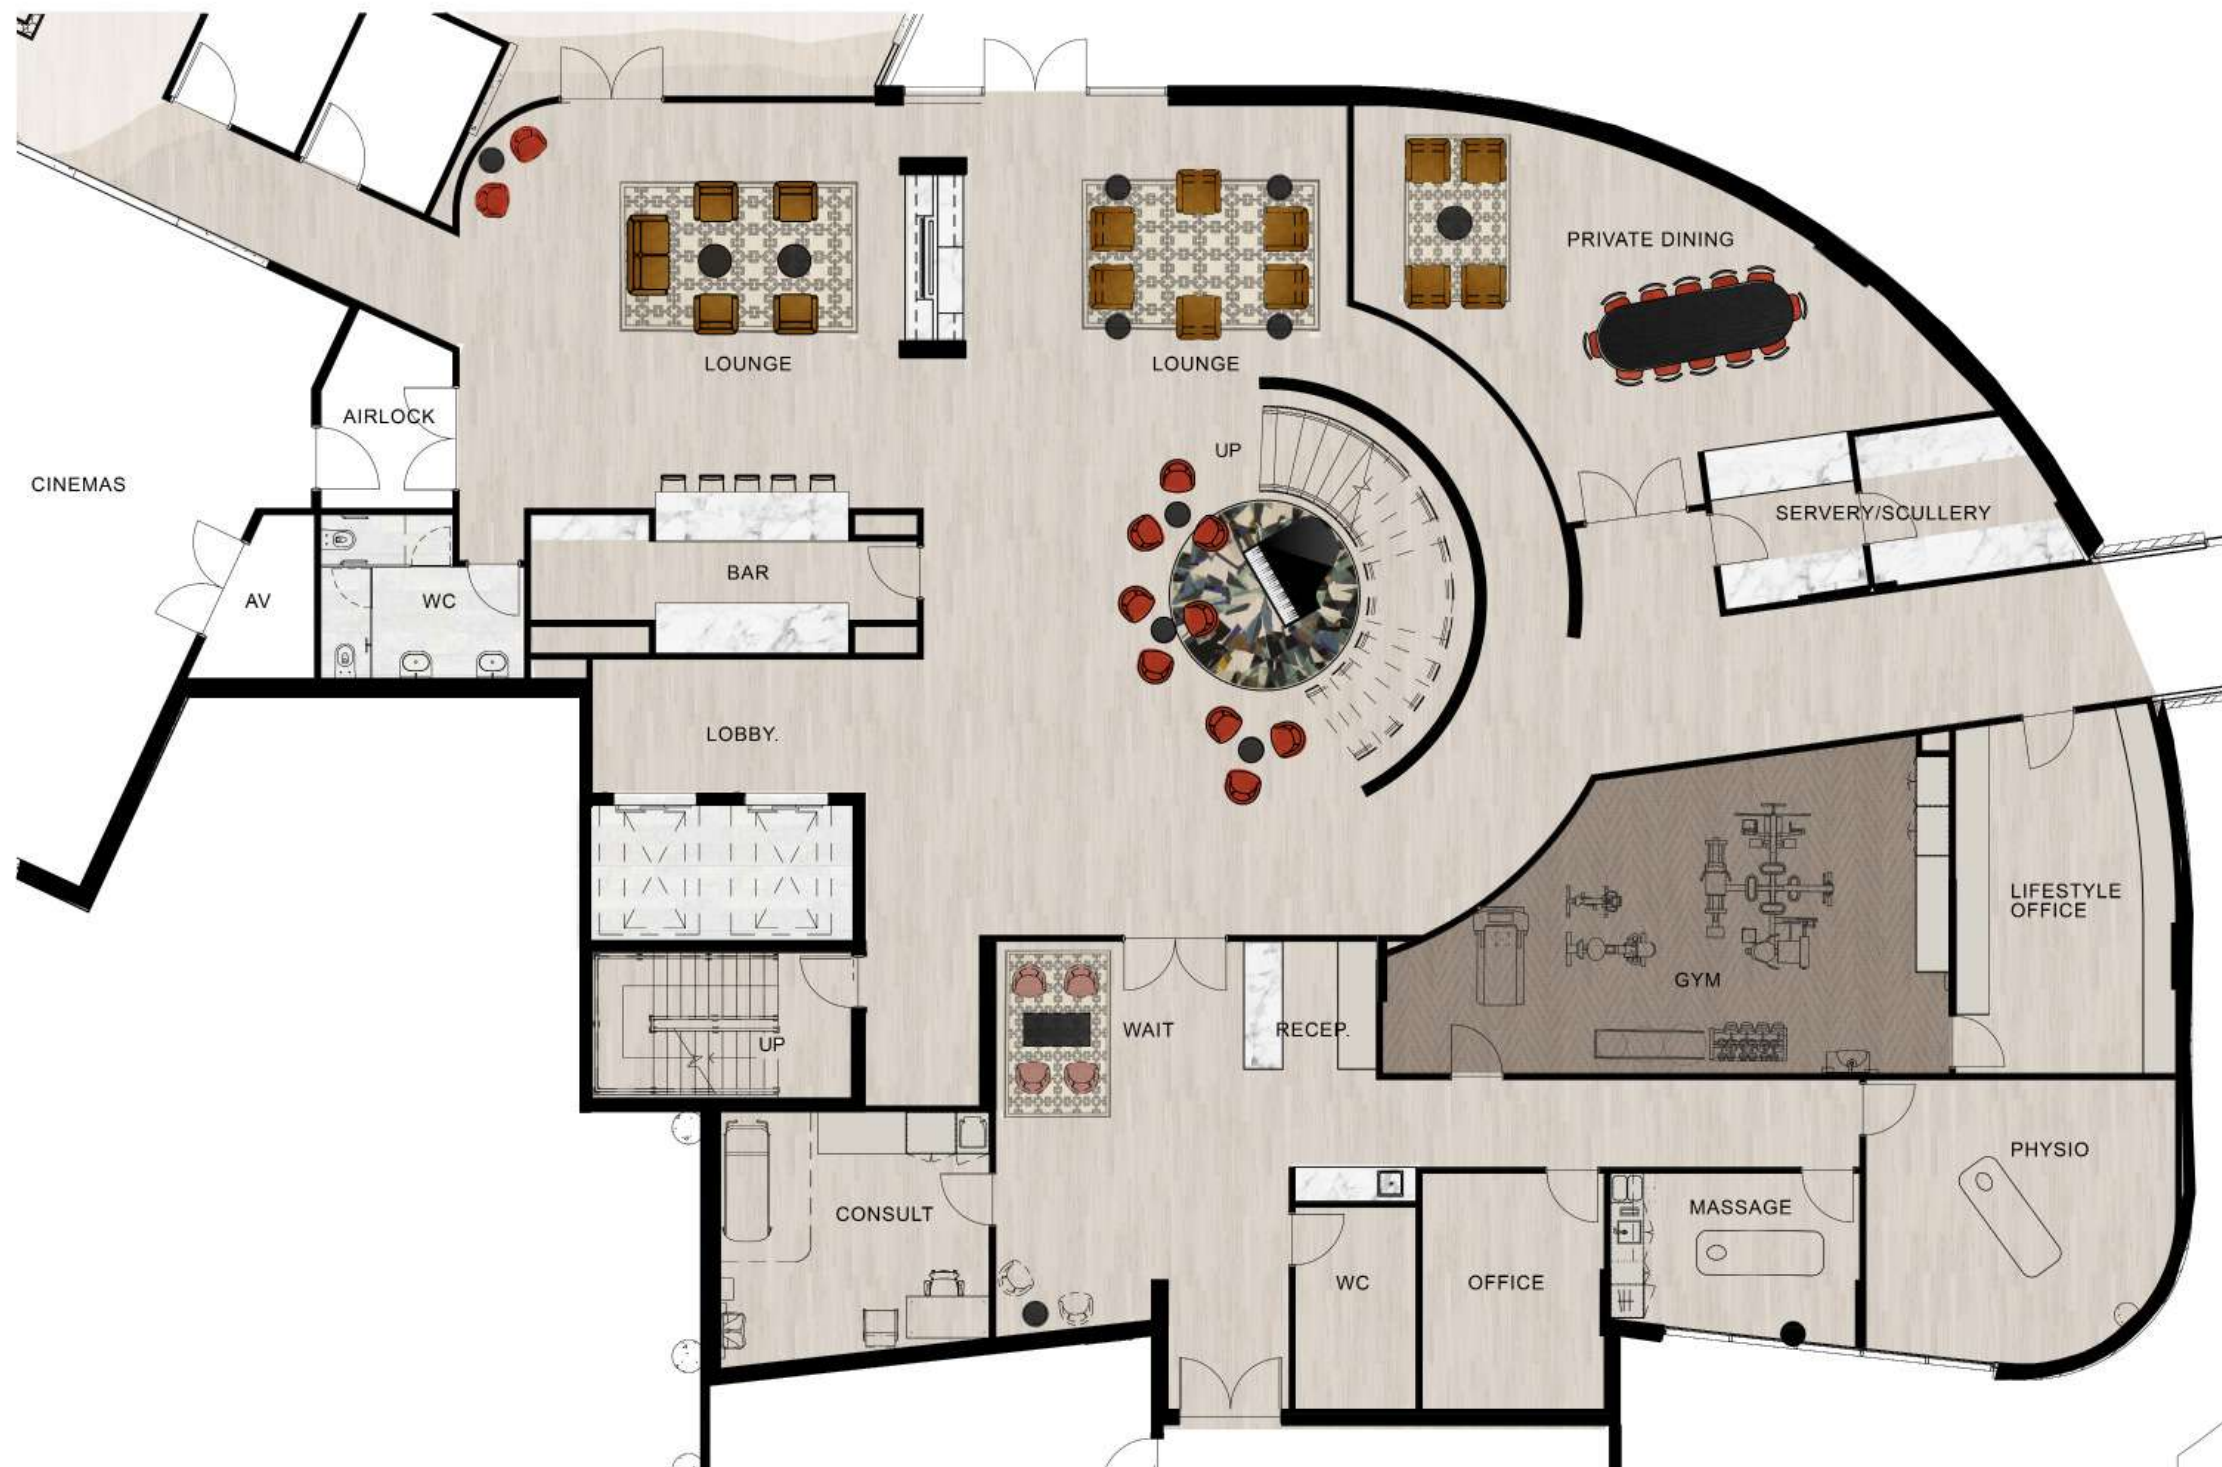 PRIVATE DINING
LOUNGE
LOUNGE
AIRLOCK
UP
CINEMAS
SERVERY/SCULLERY
BAR
AV
WC
LOBBY.
LIFESTYLE
OFFICE
GYM
WAIT
RECEP.
UP
PHYSIO
MASSAGE
CONSULT
WC
OFFICE